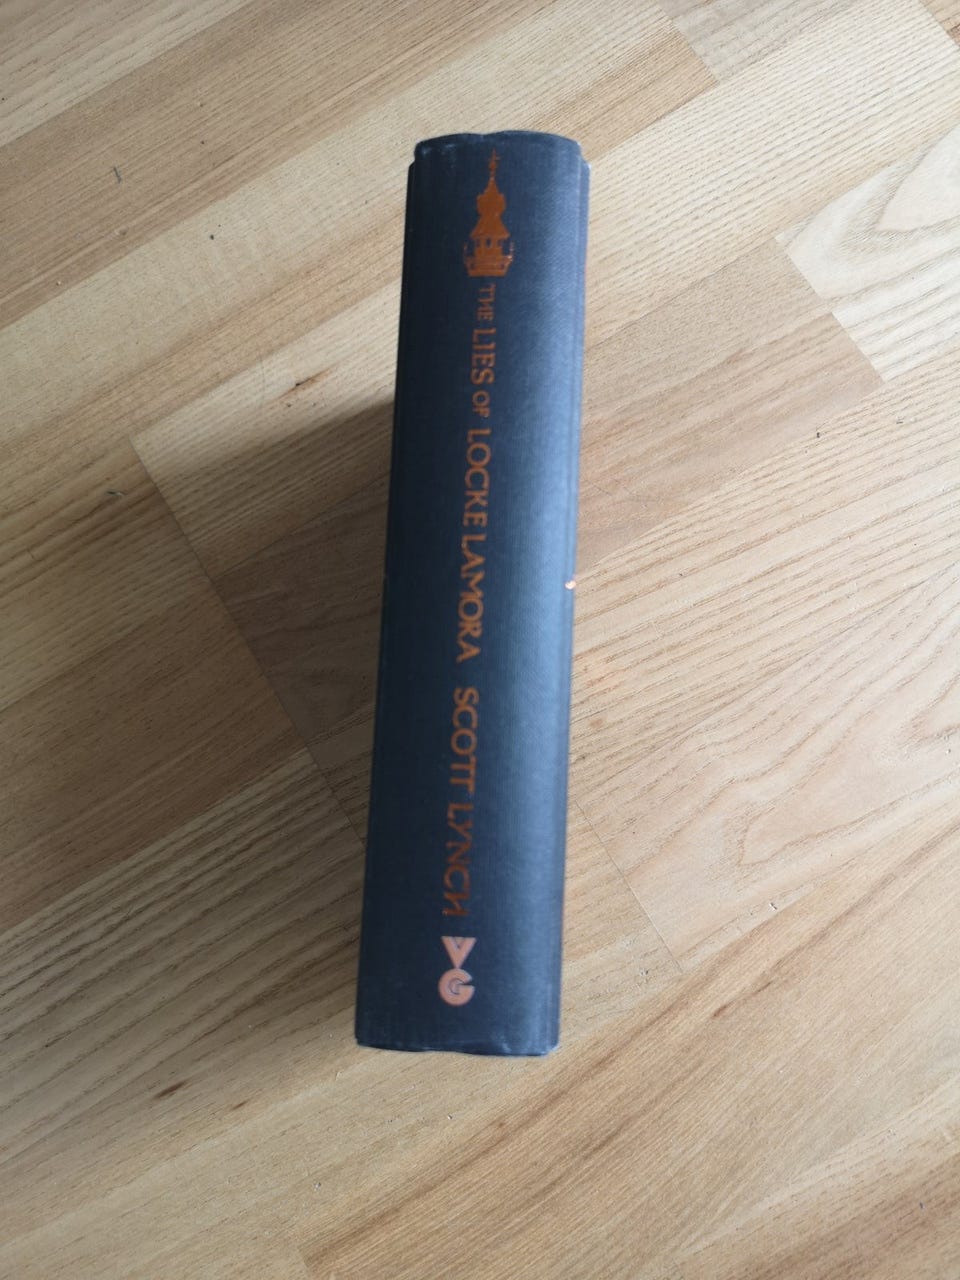 THE LIES OF LOCKE LAMORA SCOTT LYNCH VG